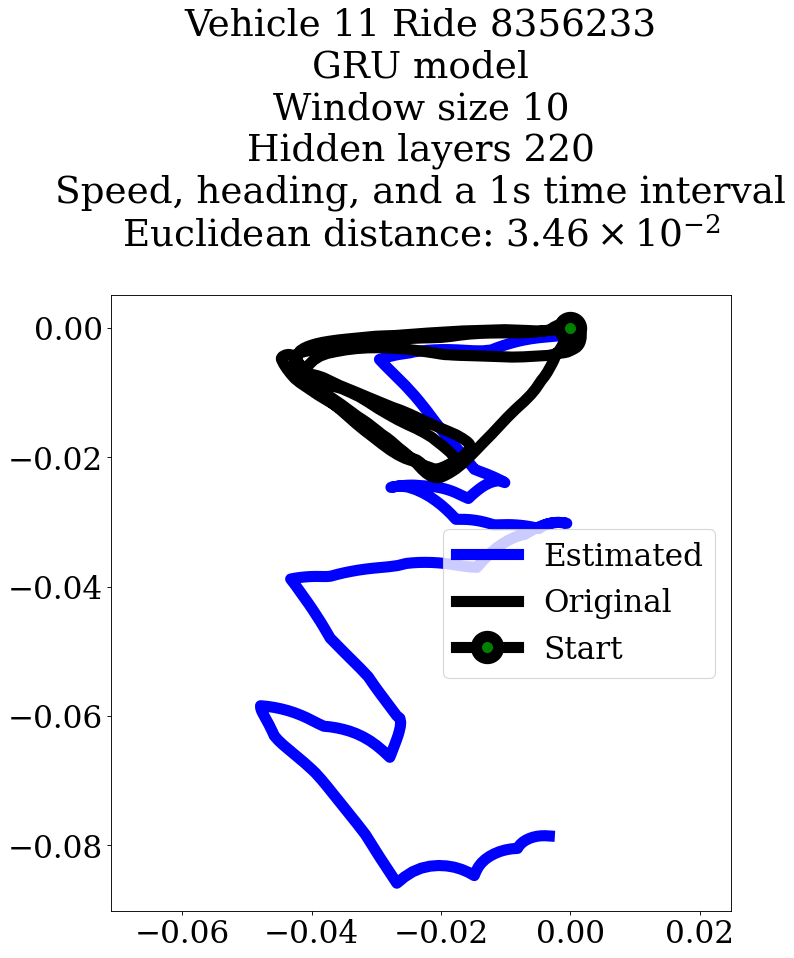 Vehicle 11 Ride 8356233
GRU model
Window size 10
Hidden layers 220
Speed, heading, and a 1s time interval
Euclidean distance: 3.46 × 10⁻²
0.00
−0.02
−0.04
−0.06
−0.08
Estimated
Original
Start
−0.06 −0.04 −0.02 0.00 0.02